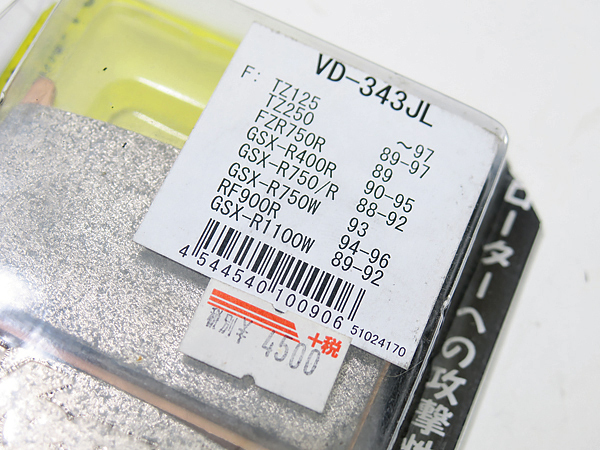 VD-343JL
F: TZ125 ~97
TZ250 89-97
FZR750R 89
GSX-R400R 90-95
GSX-R750/R 88-92
GSX-R750W 93
RF900R 94-96
GSX-R1100W 89-92
4 544540 100906
51024170
税別¥ 4500
+税
ローターへの攻撃性